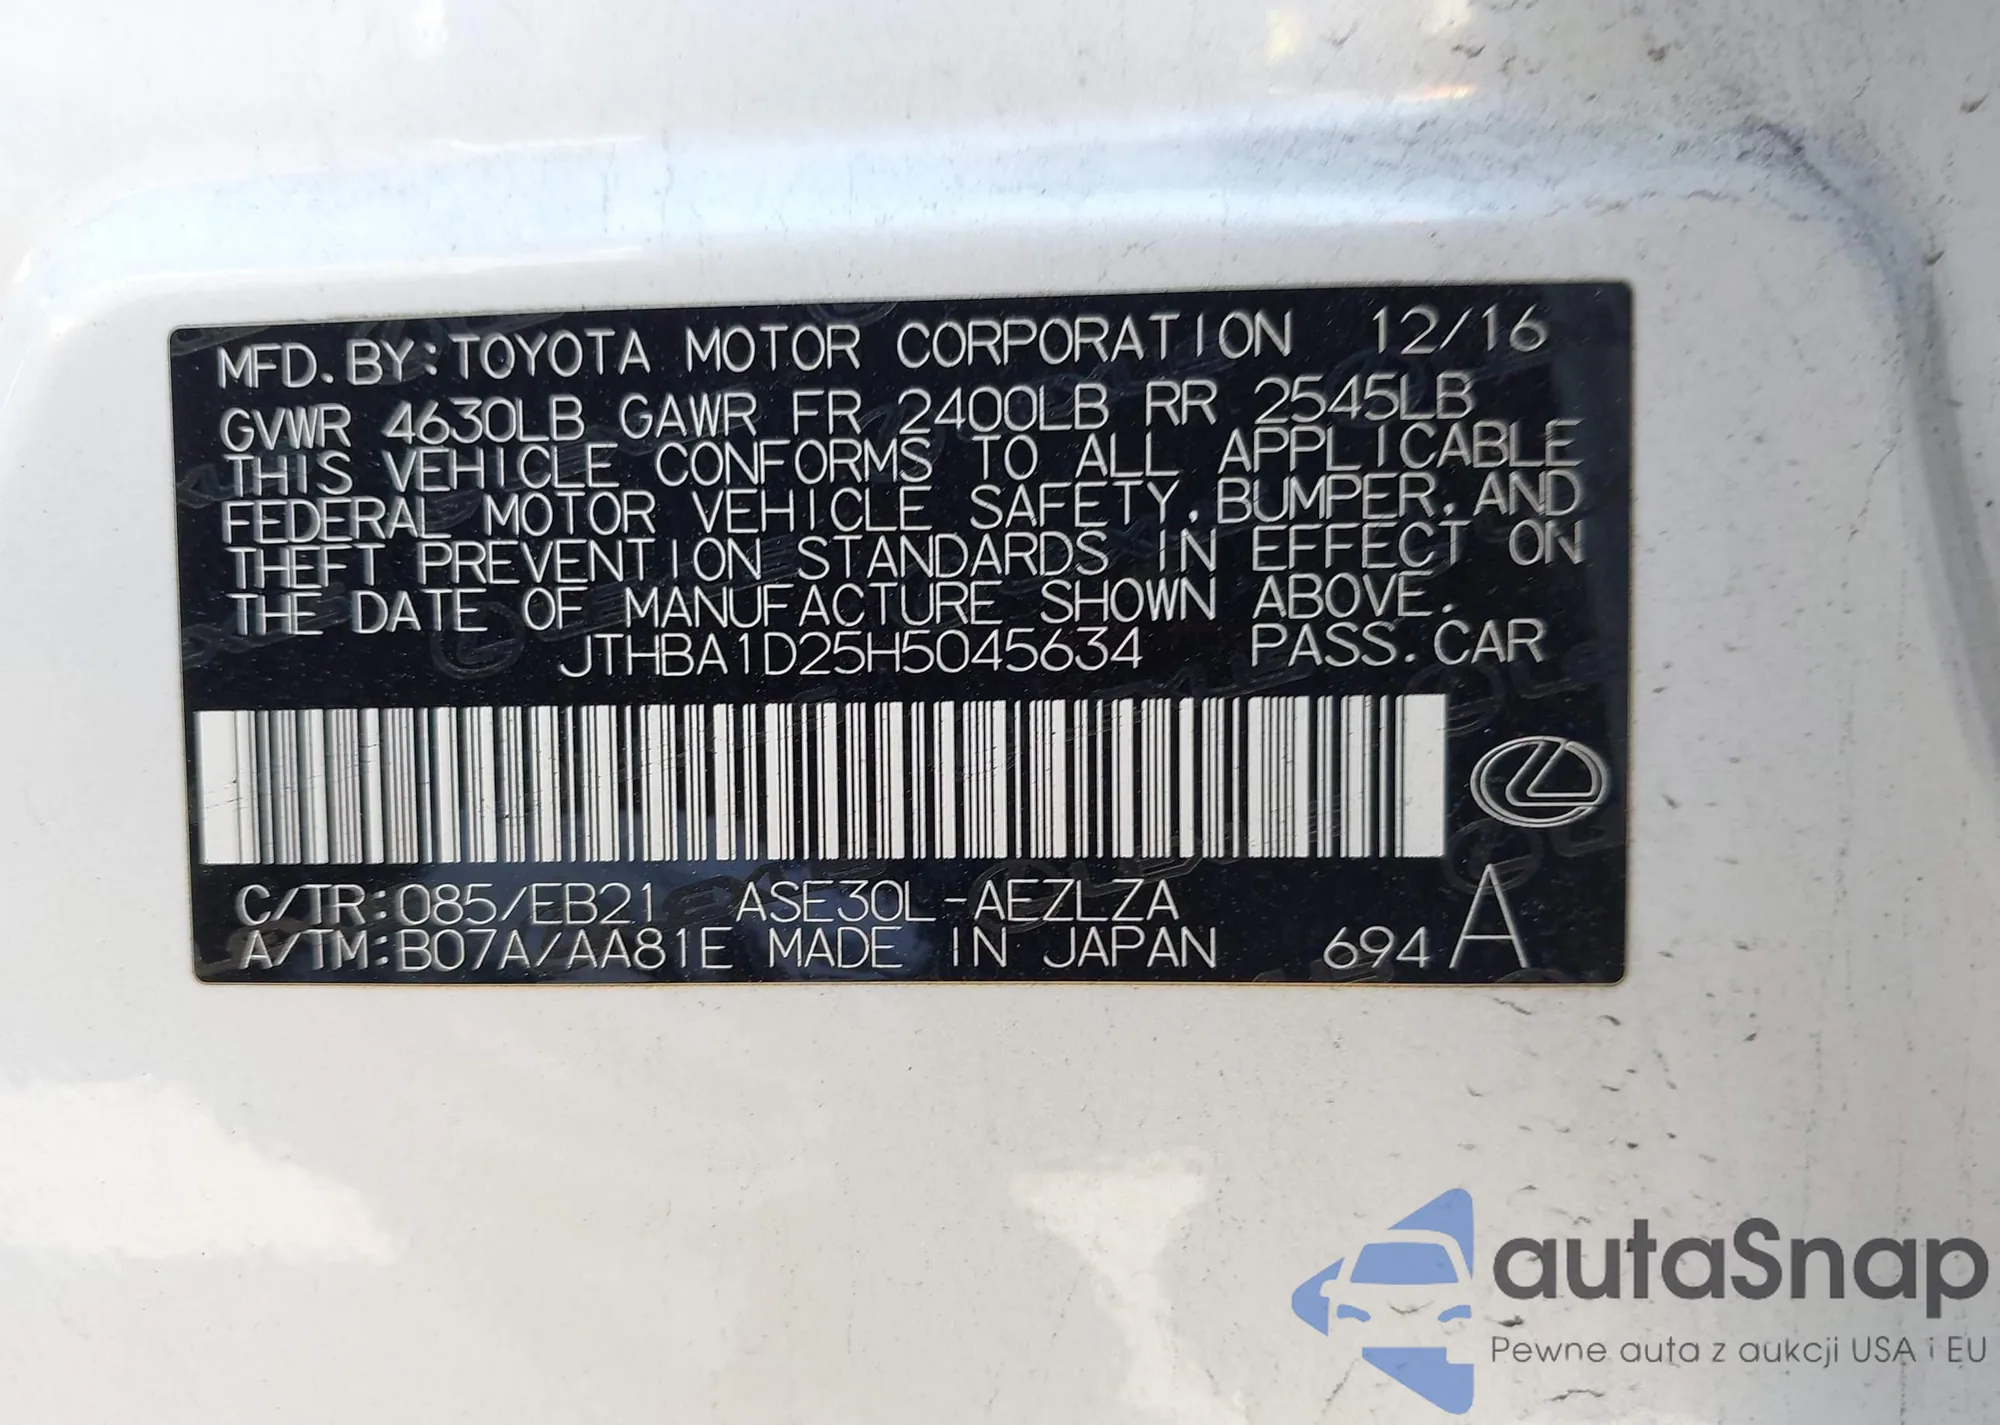 MFD. BY: TOYOTA MOTOR CORPORATION 12/16
GVWR 4630LB GAWR FR 2400LB RR 2545LB
THIS VEHICLE CONFORMS TO ALL APPLICABLE
FEDERAL MOTOR VEHICLE SAFETY, BUMPER, AND
THEFT PREVENTION STANDARDS IN EFFECT ON
THE DATE OF MANUFACTURE SHOWN ABOVE.
JTHBA1D25H5045634 PASS. CAR
C/TR: 085/EB21 ASE30L-AEZLZA
A/TM: B07A/AA81E MADE IN JAPAN 694 A
autaSnap
Pewne auta z aukcji USA i EU